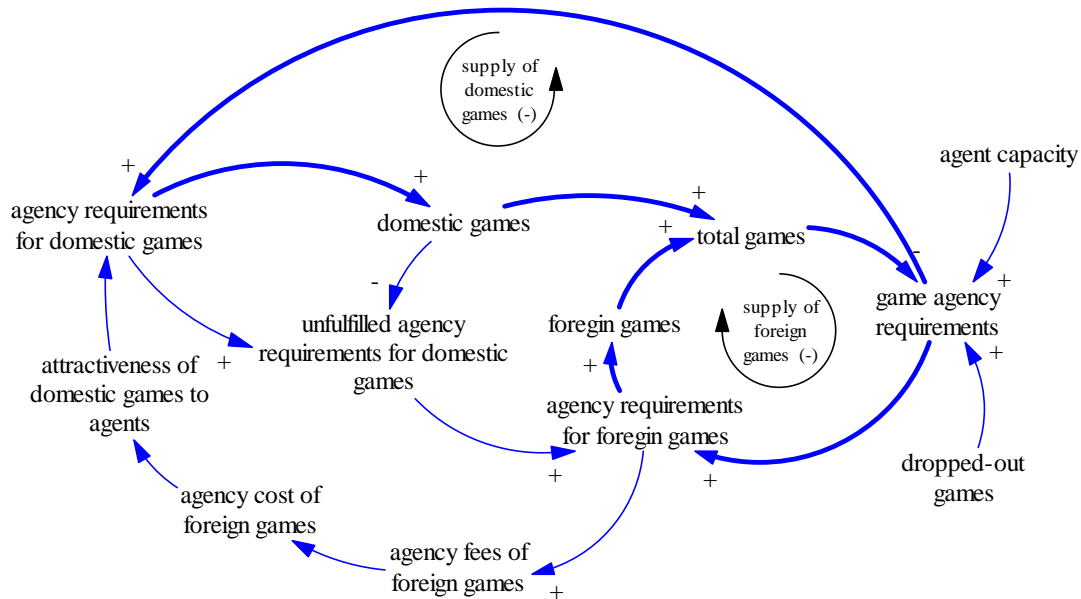 supply of
domestic
games (-)
agent capacity
+
+
+
agency requirements
for domestic games
domestic games
+
total games
-
game agency
requirements
+
supply of
foreign
games (-)
-
unfulfilled agency
requirements for domestic
games
foregin games
+
+
attractiveness of
domestic games to
agents
+
agency requirements
for foregin games
dropped-out
games
+
+
agency cost of
foreign games
agency fees of
foreign games
+